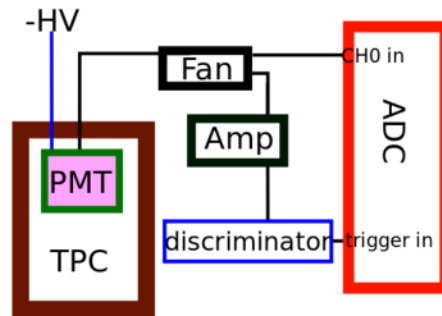 -HV
Fan
CH0 in
Amp
ADC
PMT
discriminator
trigger in
TPC